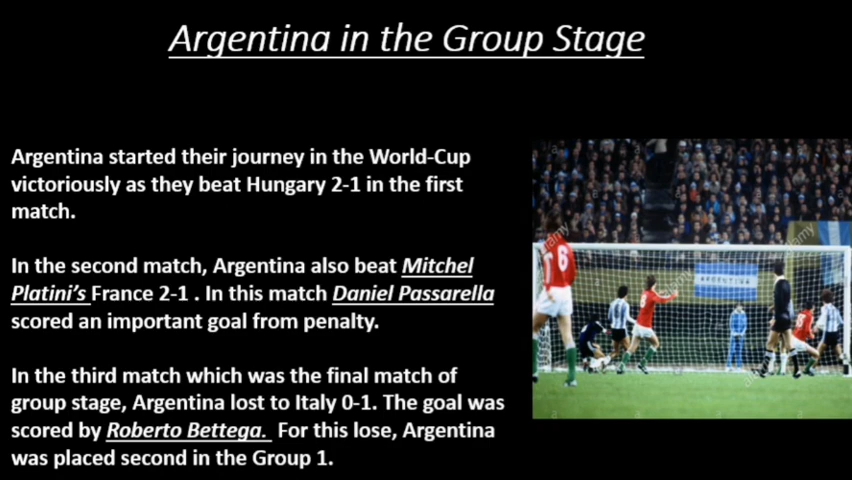 Argentina in the Group Stage
Argentina started their journey in the World-Cup
victoriously as they beat Hungary 2-1 in the first
match.
In the second match, Argentina also beat Mitchel
Platini's France 2-1 . In this match Daniel Passarella
scored an important goal from penalty.
In the third match which was the final match of
group stage, Argentina lost to Italy 0-1. The goal was
scored by Roberto Bettega. For this lose, Argentina
was placed second in the Group 1.
6
alamy